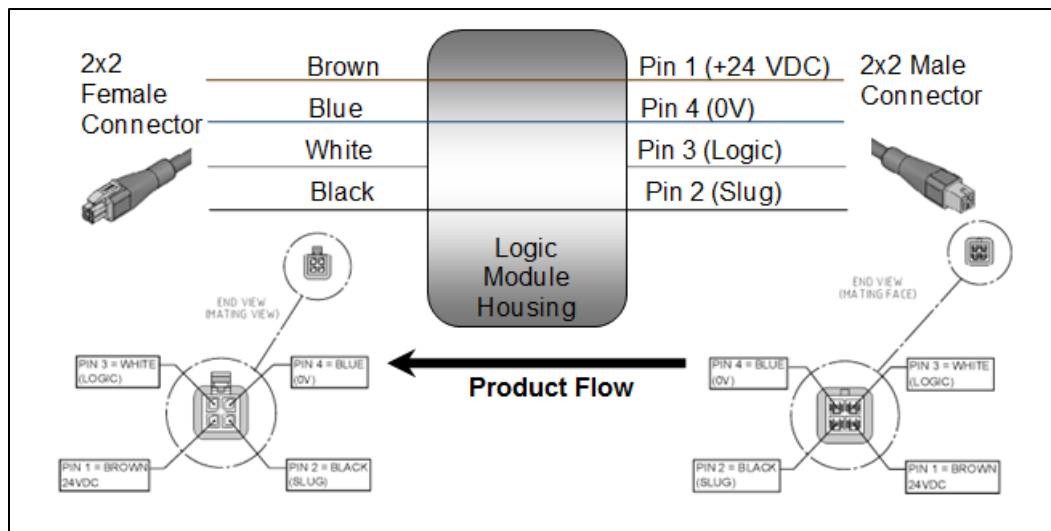 2x2
Female
Connector
Brown
Blue
White
Black
Pin 1 (+24 VDC)
Pin 4 (0V)
Pin 3 (Logic)
Pin 2 (Slug)
2x2 Male
Connector
Logic
Module
Housing
END VIEW
(MATING VIEW)
END VIEW
(MATING FACE)
Product Flow
PIN 3 = WHITE
(LOGIC)
PIN 4 = BLUE
(0V)
PIN 1 = BROWN
24VDC
PIN 2 = BLACK
(SLUG)
PIN 4 = BLUE
(0V)
PIN 3 = WHITE
(LOGIC)
PIN 2 = BLACK
(SLUG)
PIN 1 = BROWN
24VDC